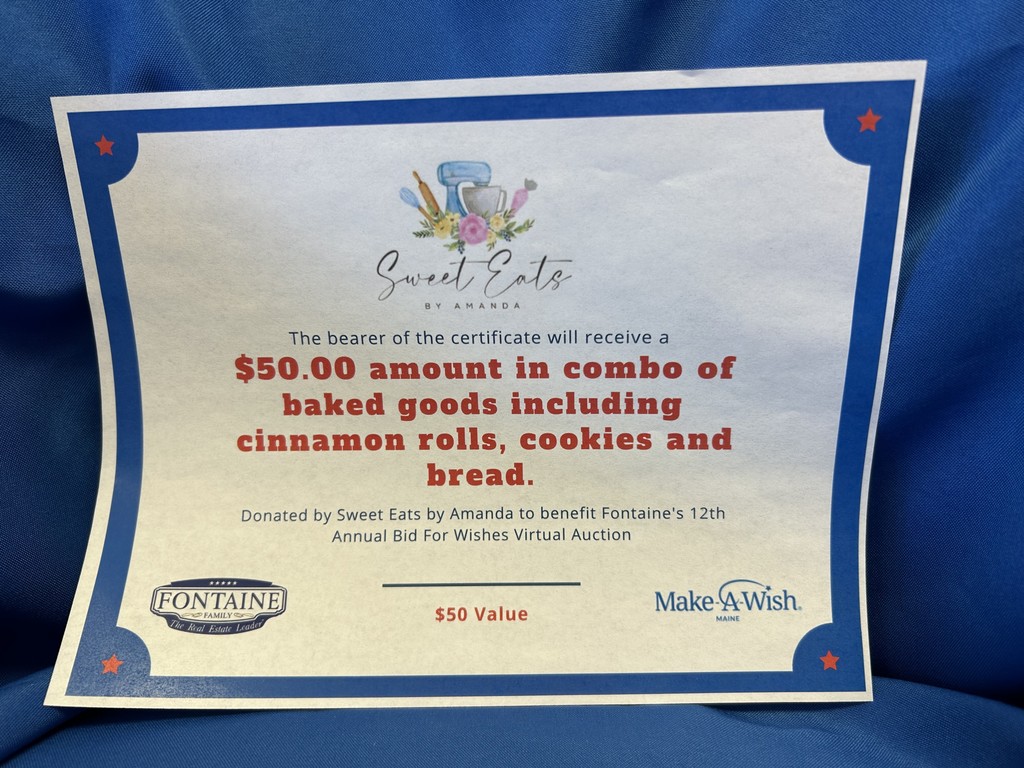 Sweet Eats
BY AMANDA
The bearer of the certificate will receive a
$50.00 amount in combo of
baked goods including
cinnamon rolls, cookies and
bread.
Donated by Sweet Eats by Amanda to benefit Fontaine's 12th
Annual Bid For Wishes Virtual Auction
FONTAINE
FAMILY
The Real Estate Leader
$50 Value
Make-A-Wish®
MAINE